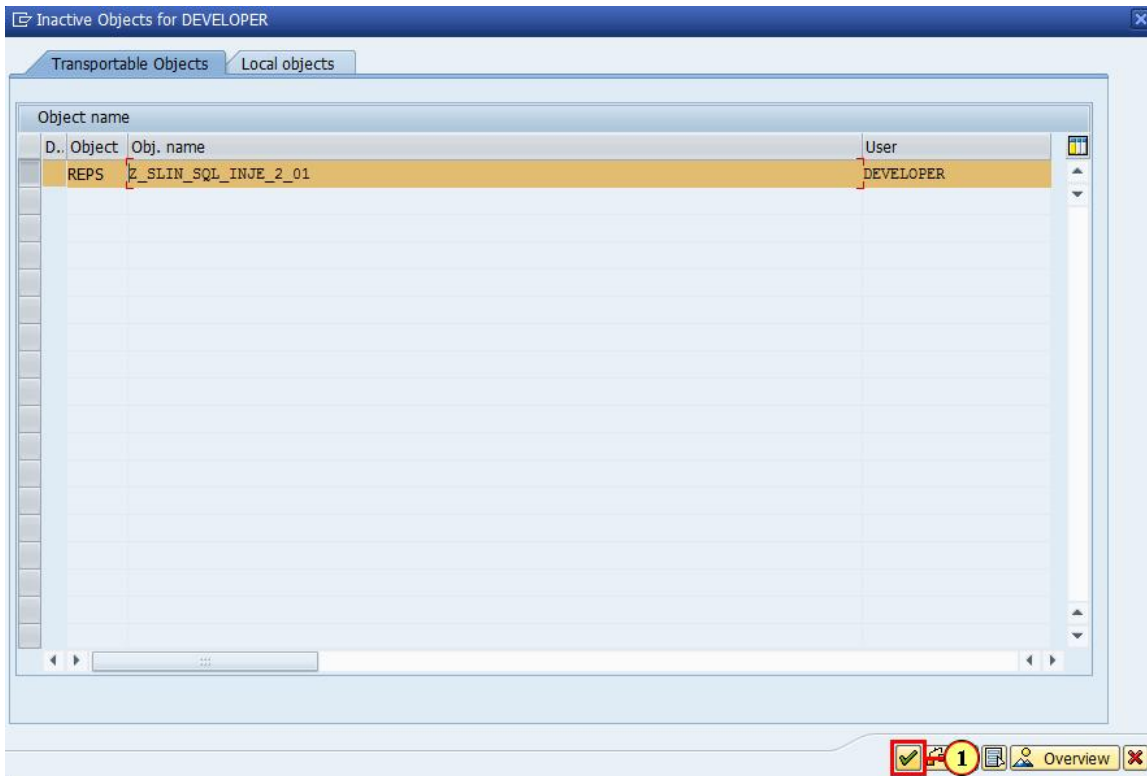 Inactive Objects for DEVELOPER
Transportable Objects Local objects
Object name
D.. Object Obj. name User
REPS Z_SLIN_SQL_INJE_2_01 DEVELOPER
1 Overview